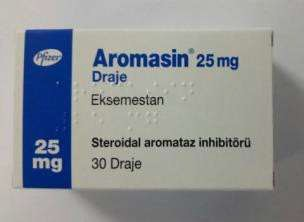 Pfizer
Aromasin® 25 mg
Draje
Eksemestan
25
mg
Steroidal aromataz inhibitörü
30 Draje